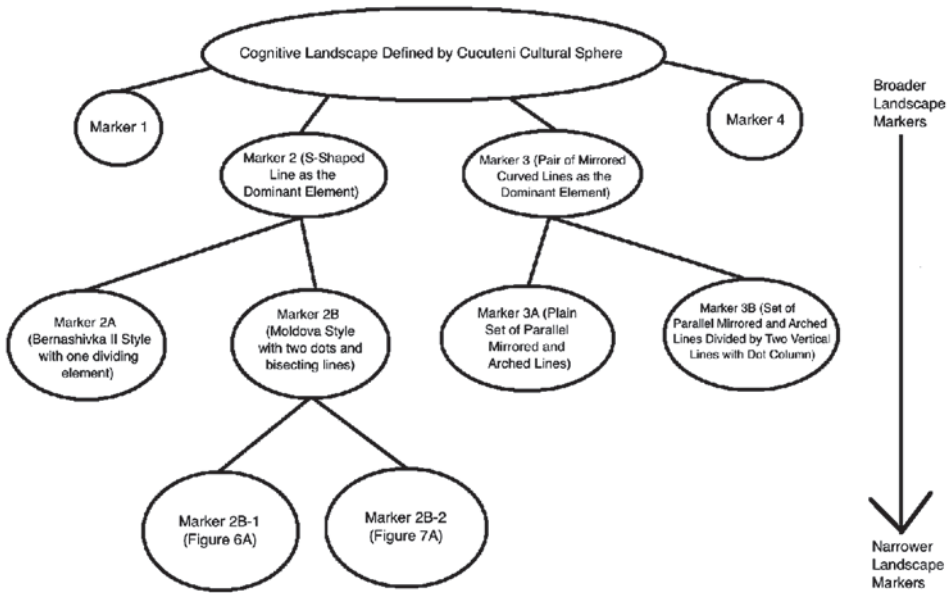 Cognitive Landscape Defined by Cucuteni Cultural Sphere
Marker 1
Marker 4
Broader
Landscape
Markers
Marker 2 (S-Shaped
Line as the
Dominant Element)
Marker 3 (Pair of Mirrored
Curved Lines as the
Dominant Element)
Marker 2A
(Bernashivka II Style
with one dividing
element)
Marker 2B
(Moldova Style
with two dots and
bisecting lines)
Marker 3A (Plain
Set of Parallel
Mirrored and
Arched Lines)
Marker 3B (Set of
Parallel Mirrored and Arched
Lines Divided by Two Vertical
Lines with Dot Column)
Marker 2B-1
(Figure 6A)
Marker 2B-2
(Figure 7A)
Narrower
Landscape
Markers